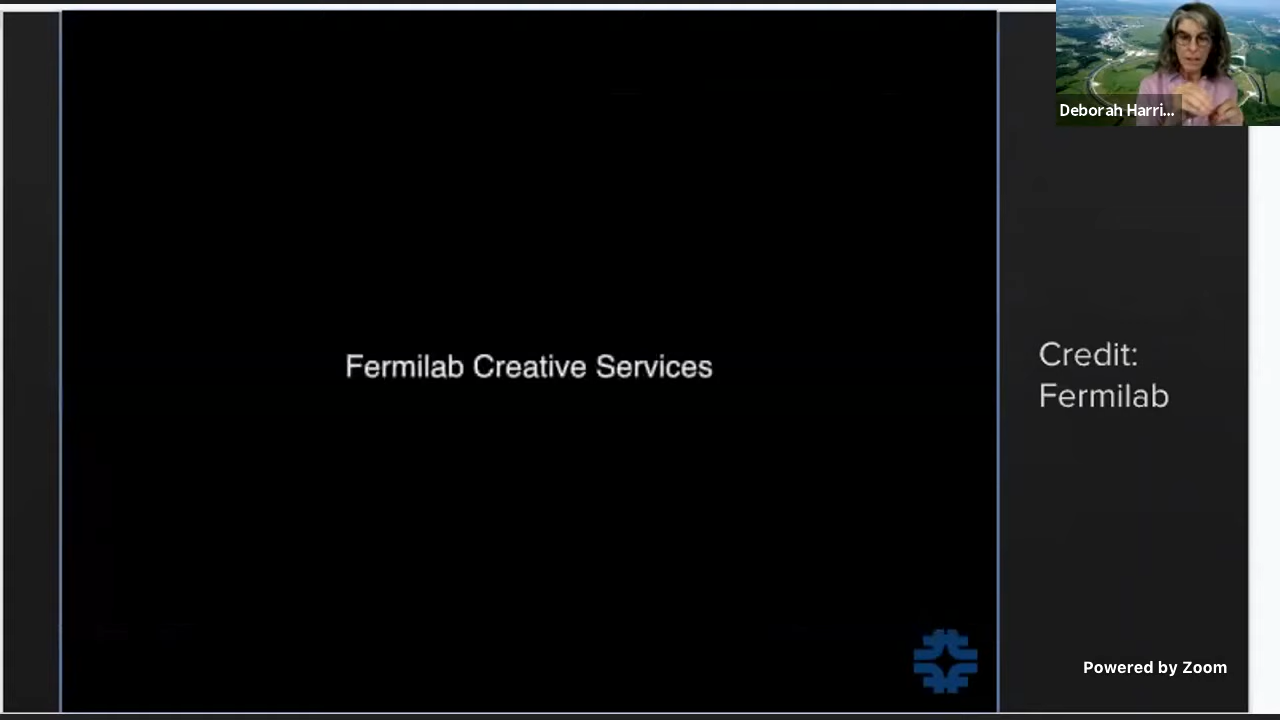 Deborah Harri...
Fermilab Creative Services
Credit:
Fermilab
Powered by Zoom